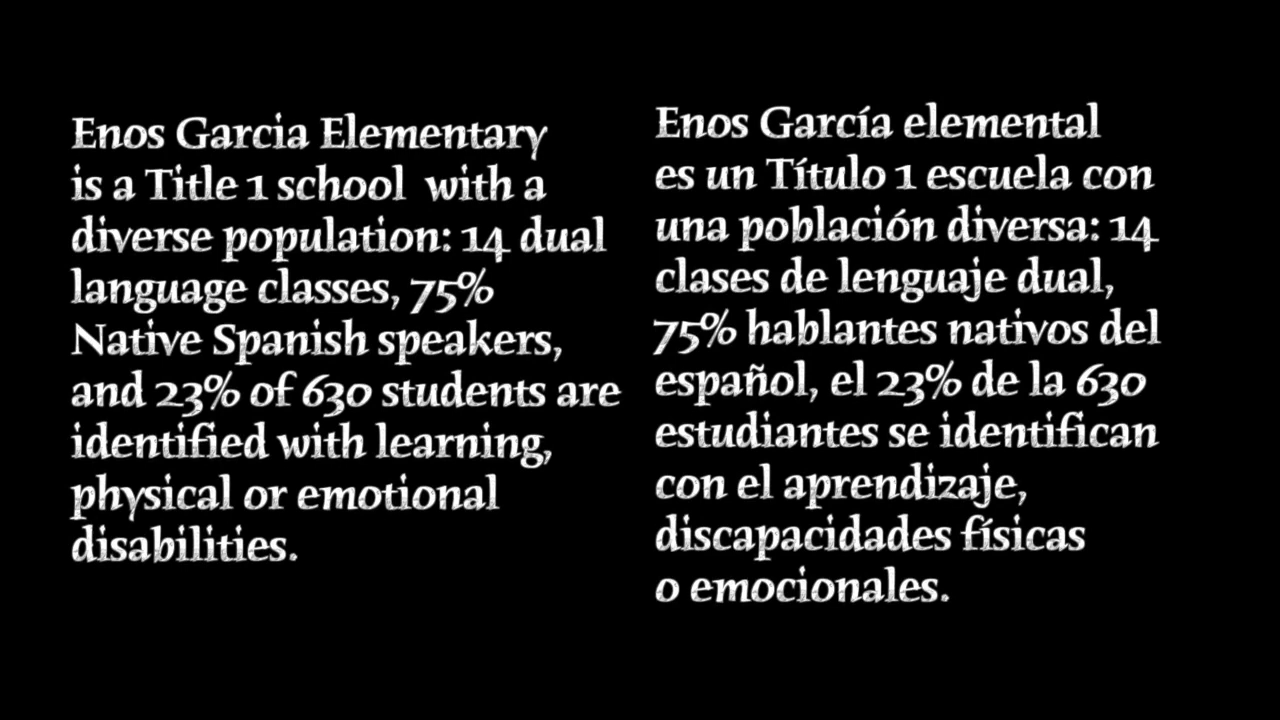 Enos Garcia Elementary
is a Title 1 school with a
diverse population: 14 dual
language classes, 75%
Native Spanish speakers,
and 23% of 630 students are
identified with learning,
physical or emotional
disabilities.
Enos García elemental
es un Título 1 escuela con
una población diversa: 14
clases de lenguaje dual,
75% hablantes nativos del
español, el 23% de la 630
estudiantes se identifican
con el aprendizaje,
discapacidades físicas
o emocionales.